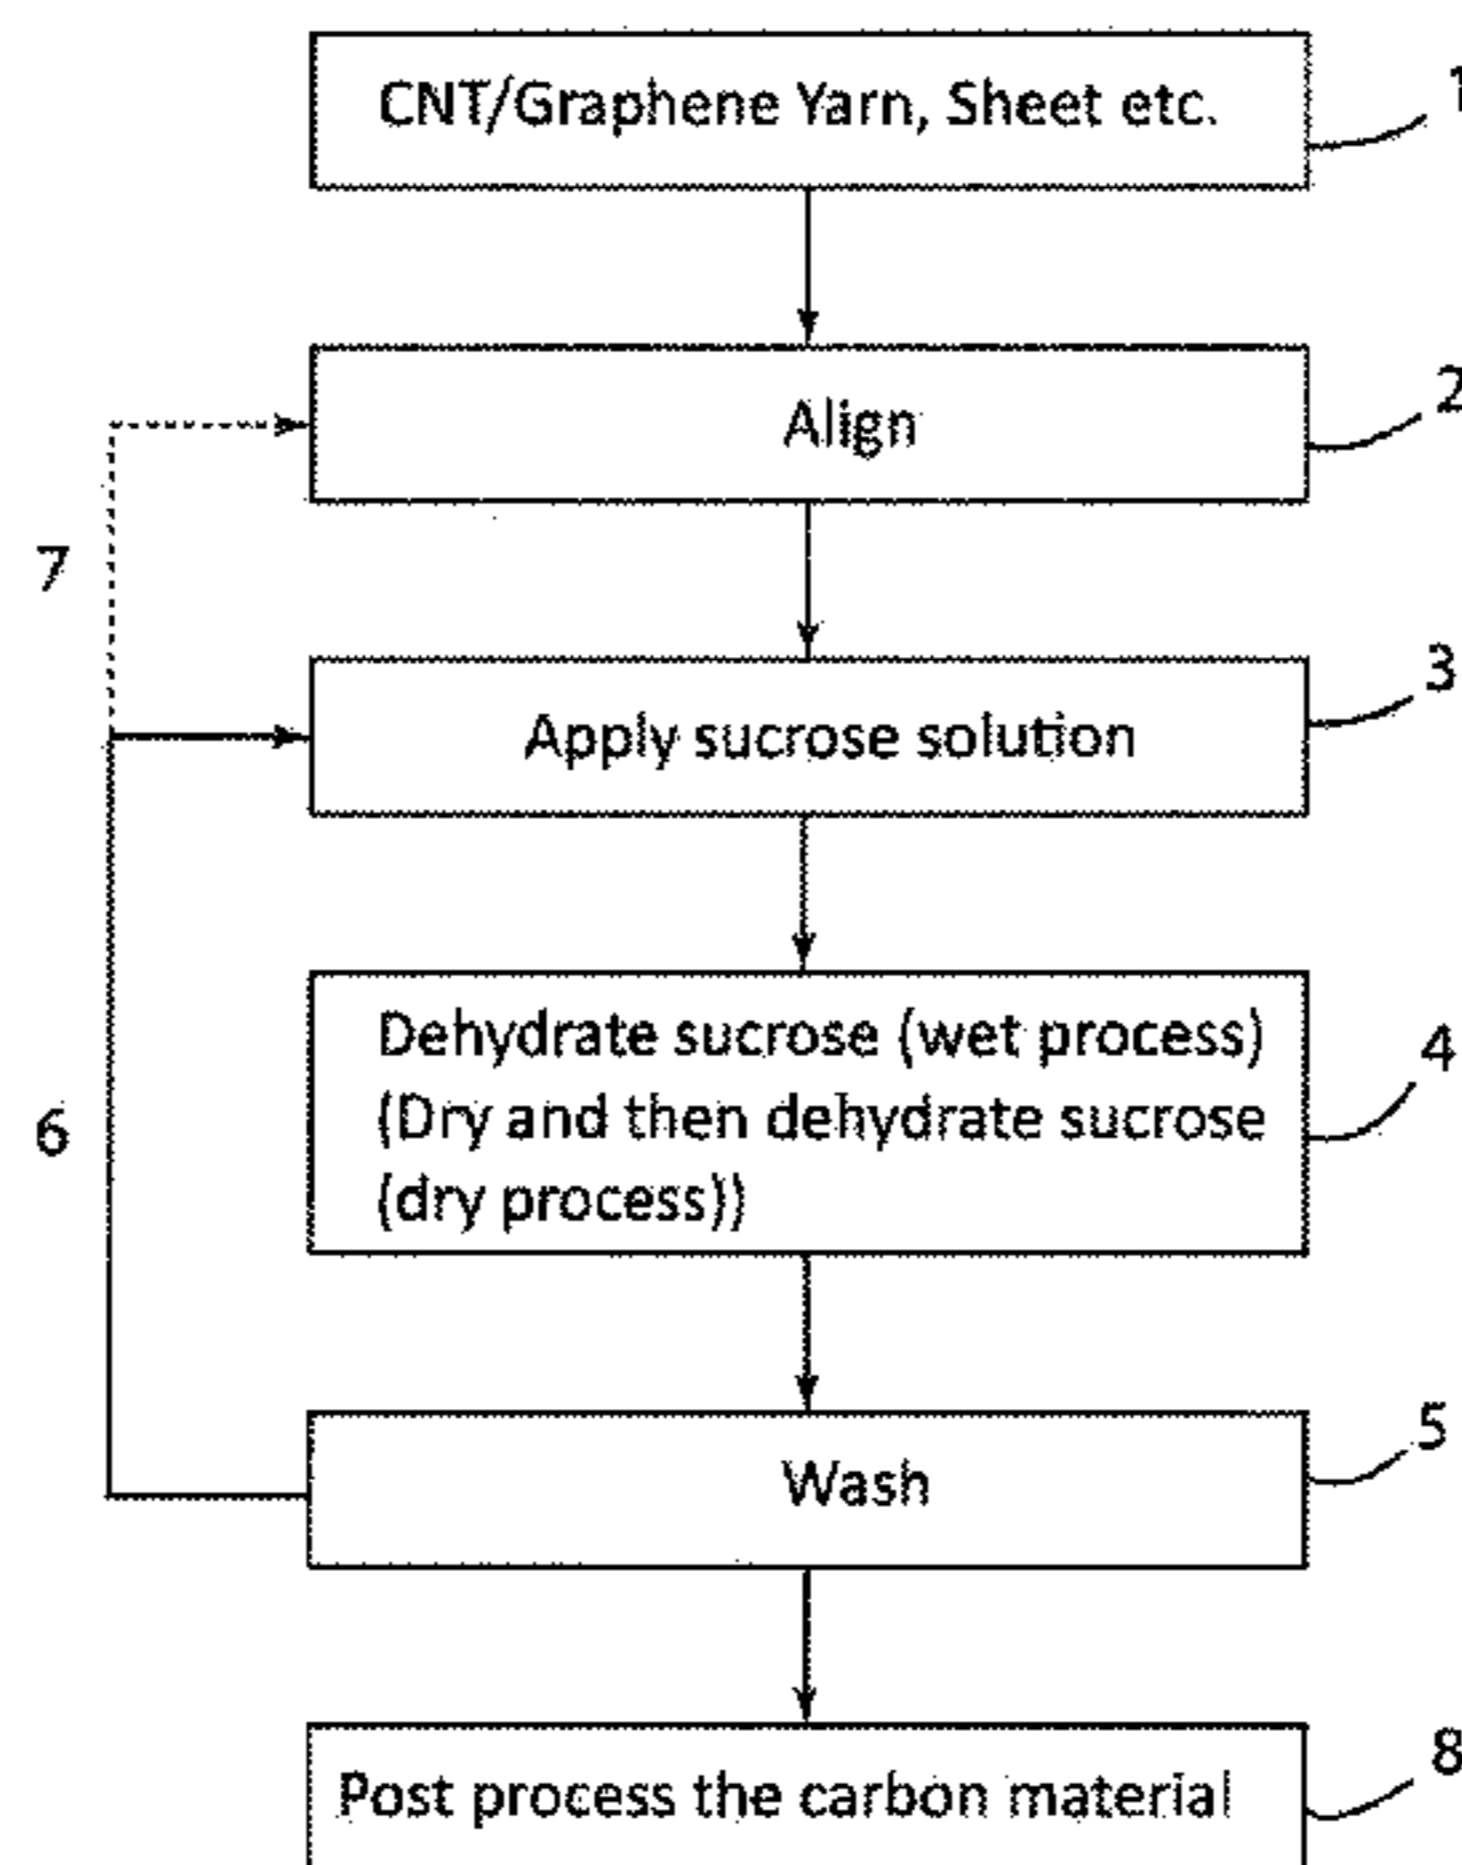 CNT/Graphene Yarn, Sheet etc.
1
Align
2
7
Apply sucrose solution
3
Dehydrate sucrose (wet process)
(Dry and then dehydrate sucrose
(dry process))
4
6
Wash
5
Post process the carbon material
8